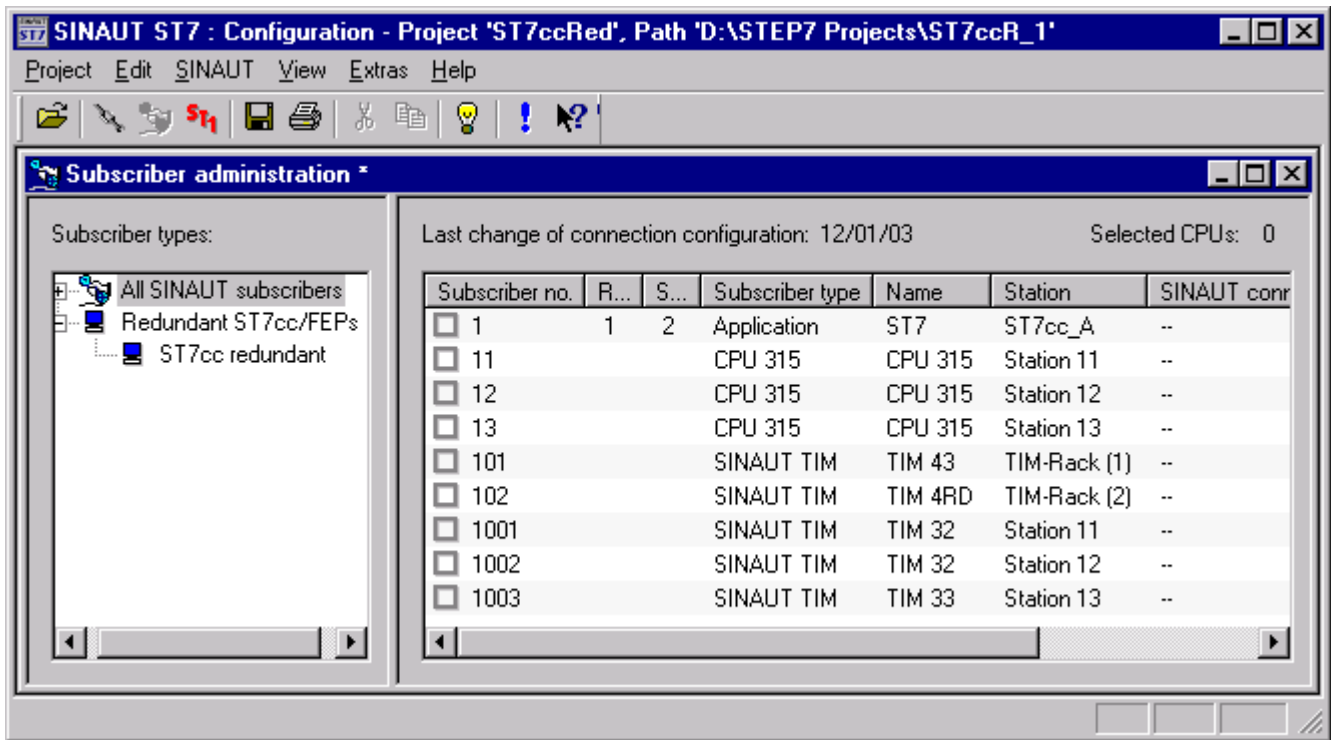 SINAUT ST7 : Configuration - Project 'ST7ccRed', Path 'D:\STEP7 Projects\ST7ccR_1'
Project Edit SINAUT View Extras Help
Subscriber administration *
Subscriber types:
All SINAUT subscribers
Redundant ST7cc/FEPs
ST7cc redundant
Last change of connection configuration: 12/01/03 Selected CPUs: 0
Subscriber no. R... S... Subscriber type Name Station SINAUT conr
1 1 2 Application ST7 ST7cc_A --
11 CPU 315 CPU 315 Station 11 --
12 CPU 315 CPU 315 Station 12 --
13 CPU 315 CPU 315 Station 13 --
101 SINAUT TIM TIM 43 TIM-Rack (1) --
102 SINAUT TIM TIM 4RD TIM-Rack (2) --
1001 SINAUT TIM TIM 32 Station 11 --
1002 SINAUT TIM TIM 32 Station 12 --
1003 SINAUT TIM TIM 33 Station 13 --